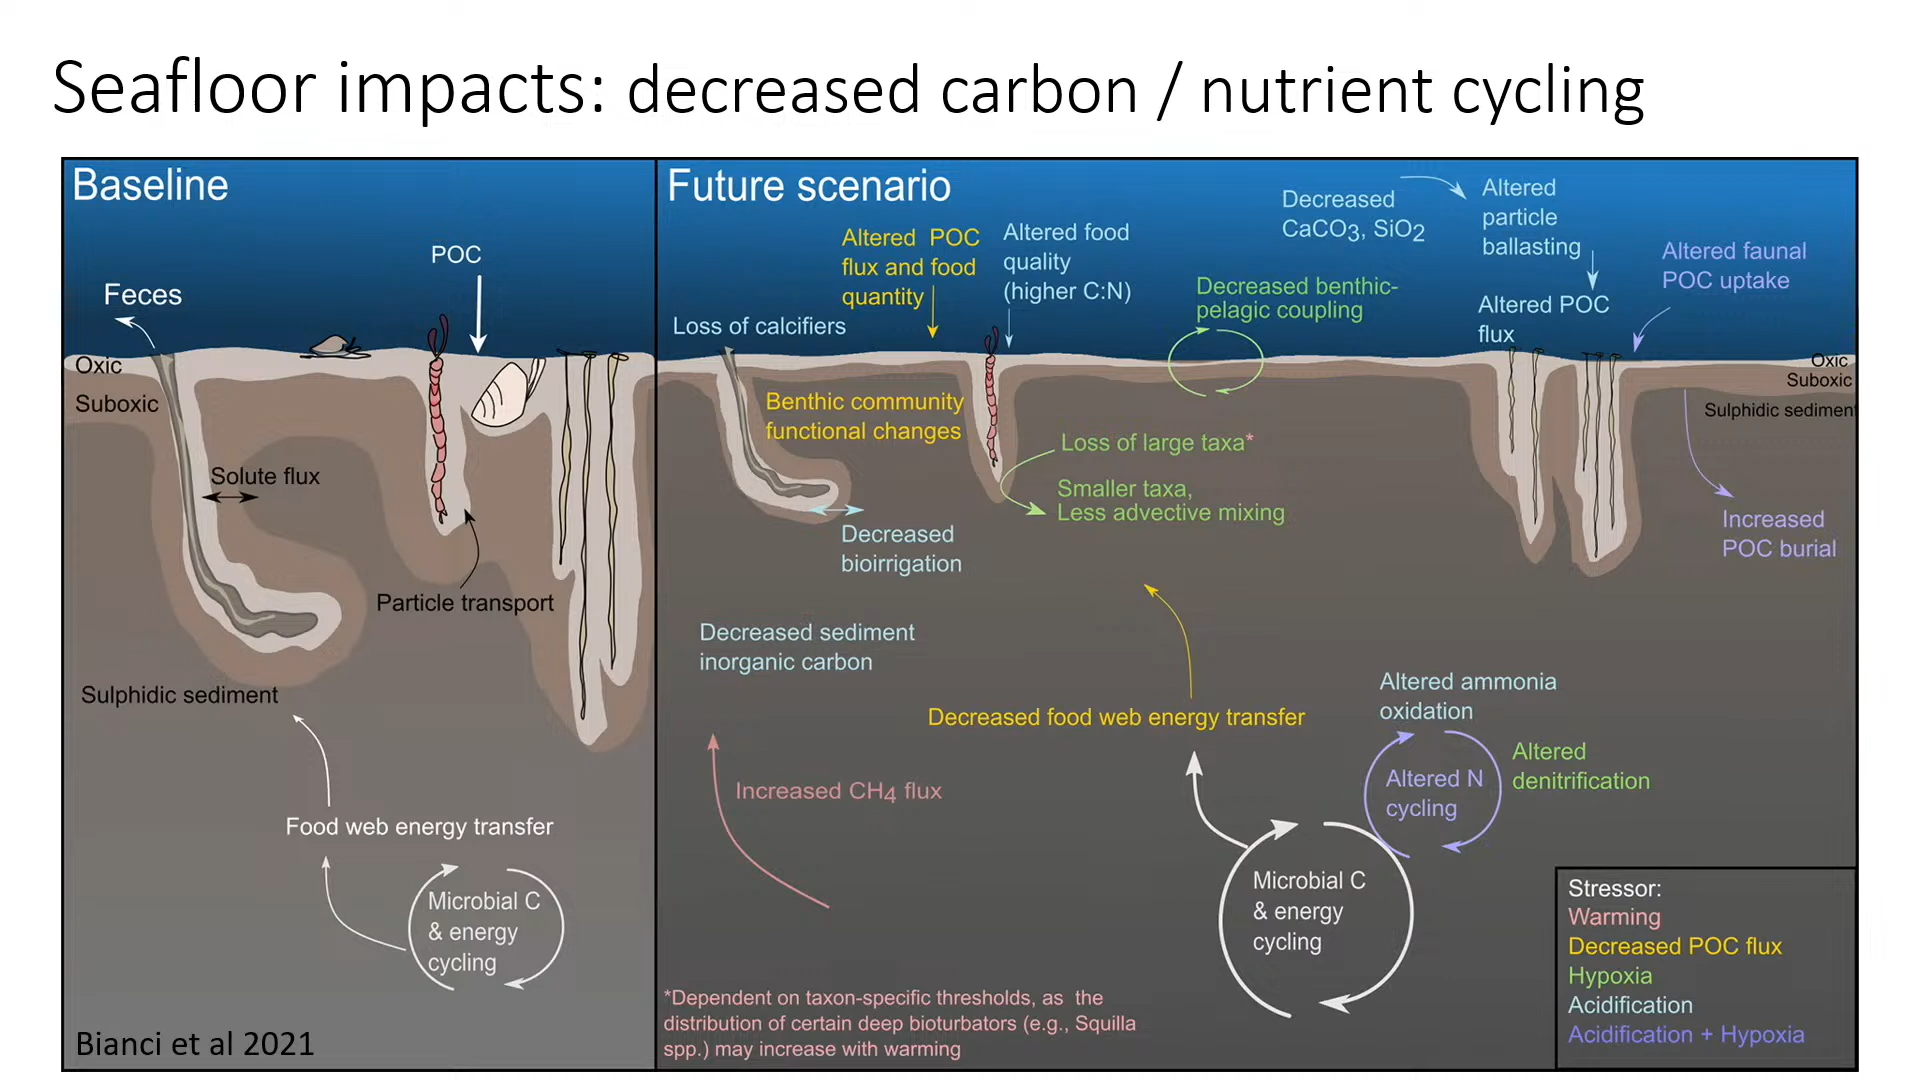 Seafloor impacts: decreased carbon / nutrient cycling
Baseline
POC
Feces
Oxic
Suboxic
Solute flux
Particle transport
Sulphidic sediment
Food web energy transfer
Microbial C
& energy
cycling
Bianci et al 2021
Future scenario
Altered POC
flux and food
quantity
Altered food
quality
(higher C:N)
Loss of calcifiers
Decreased benthic-
pelagic coupling
Decreased
CaCO3, SiO2
Altered
particle
ballasting
Altered POC
flux
Altered faunal
POC uptake
Oxic
Suboxic
Sulphidic sediment
Benthic community
functional changes
Loss of large taxa*
Smaller taxa,
Less advective mixing
Decreased
bioirrigation
Increased
POC burial
Decreased sediment
inorganic carbon
Decreased food web energy transfer
Altered ammonia
oxidation
Altered
denitrification
Altered N
cycling
Increased CH4 flux
Microbial C
& energy
cycling
*Dependent on taxon-specific thresholds, as the
distribution of certain deep bioturbators (e.g., Squilla
spp.) may increase with warming
Stressor:
Warming
Decreased POC flux
Hypoxia
Acidification
Acidification + Hypoxia